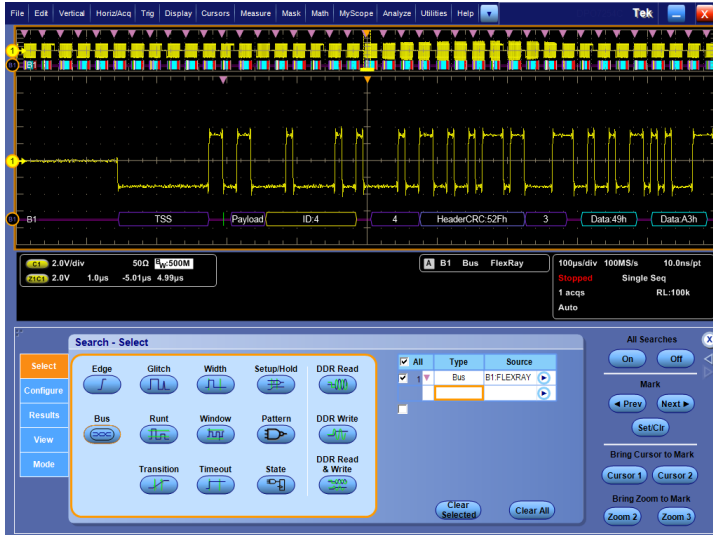 File Edit Vertical Horiz/Acq Trig Display Cursors Measure Mask Math MyScope Analyze Utilities Help Tek X
1
B1 B1
1
B1 B1 TSS Payload ID:4 4 HeaderCRC:52Fh 3 Data:49h Data:A3h
C1 2.0V/div 50Ω BW:500M A B1 Bus FlexRay 100µs/div 100MS/s 10.0ns/pt
Z1C1 2.0V 1.0µs -5.01µs 4.99µs Stopped Single Seq
1 acqs RL:100k
Auto
Search - Select All Searches X
Select Edge Glitch Width Setup/Hold DDR Read All Type Source On Off
1 Bus B1:FLEXRAY
Configure Mark
Results Bus Runt Window Pattern DDR Write Prev Next
View Set/Clr
Mode Transition Timeout State DDR Read & Write Bring Cursor to Mark
Cursor 1 Cursor 2
Bring Zoom to Mark
Clear Selected Clear All Zoom 2 Zoom 3